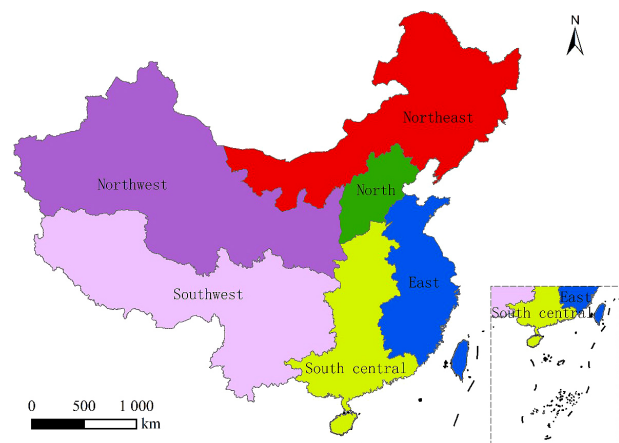 N
Northeast
Northwest
North
Southwest
East
South central
East
South central
0 500 1 000
km